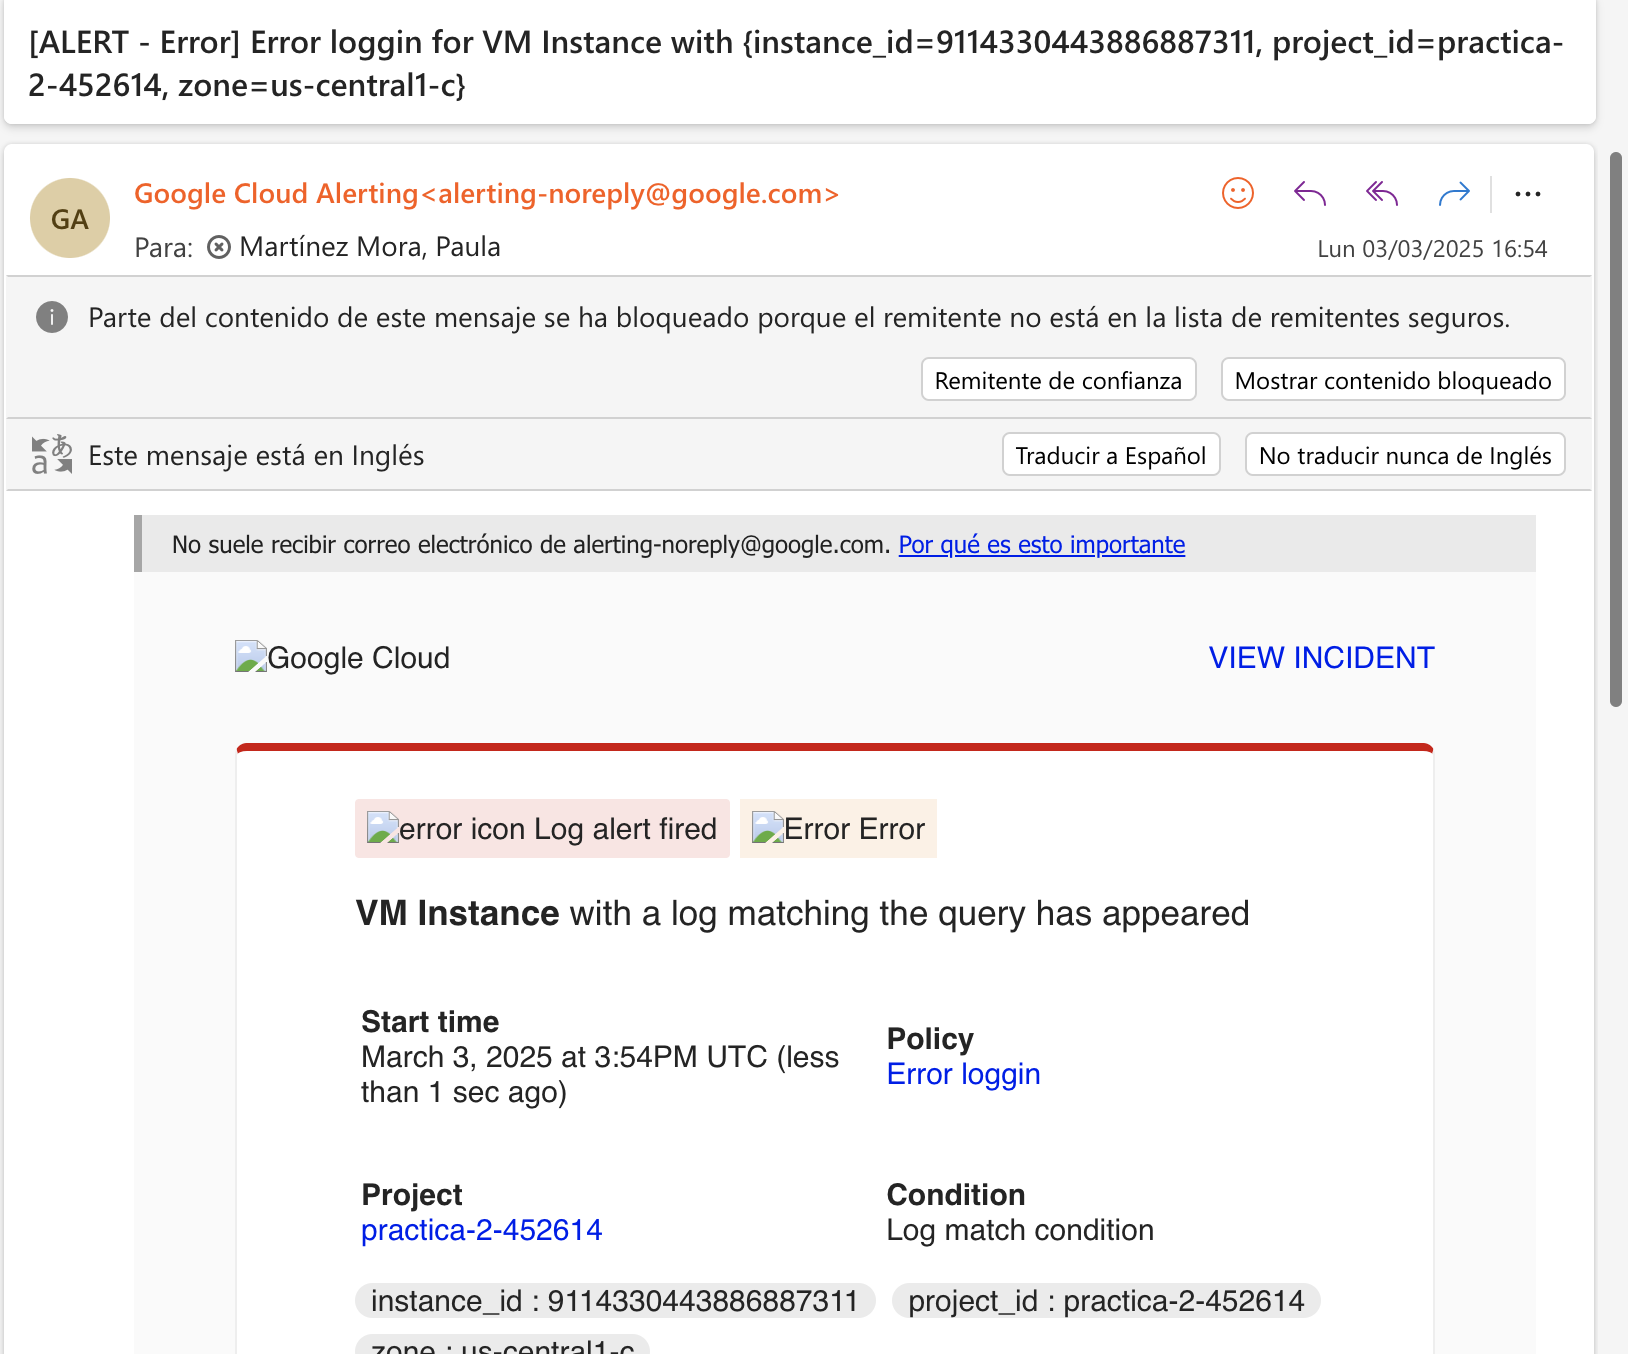 [ALERT - Error] Error loggin for VM Instance with {instance_id=9114330443886887311, project_id=practica-
2-452614, zone=us-central1-c}
GA
Google Cloud Alerting<alerting-noreply@google.com>
Para: Martínez Mora, Paula
Lun 03/03/2025 16:54
Parte del contenido de este mensaje se ha bloqueado porque el remitente no está en la lista de remitentes seguros.
Remitente de confianza Mostrar contenido bloqueado
Este mensaje está en Inglés Traducir a Español No traducir nunca de Inglés
No suele recibir correo electrónico de alerting-noreply@google.com. Por qué es esto importante
Google Cloud VIEW INCIDENT
error icon Log alert fired Error Error
VM Instance with a log matching the query has appeared
Start time
March 3, 2025 at 3:54PM UTC (less
than 1 sec ago)
Policy
Error loggin
Project
practica-2-452614
Condition
Log match condition
instance_id : 9114330443886887311 project_id : practica-2-452614
zone : us-central1-c